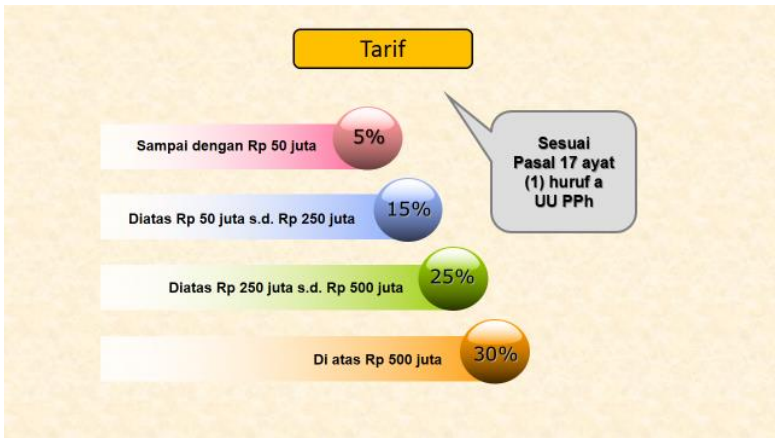 Tarif
Sampai dengan Rp 50 juta
5%
Diatas Rp 50 juta s.d. Rp 250 juta
15%
Diatas Rp 250 juta s.d. Rp 500 juta
25%
Di atas Rp 500 juta
30%
Sesuai
Pasal 17 ayat
(1) huruf a
UU PPh